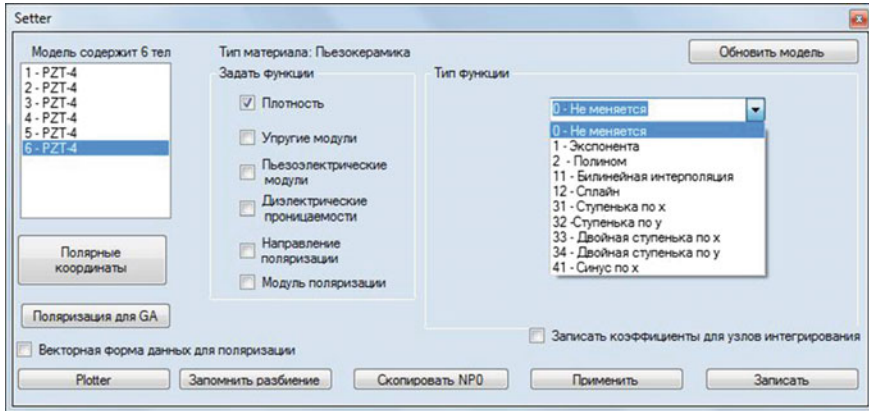 Setter
Модель содержит 6 тел
1 - PZT-4
2 - PZT-4
3 - PZT-4
4 - PZT-4
5 - PZT-4
6 - PZT-4
Полярные
координаты
Поляризация для GA
Векторная форма данных для поляризации
Тип материала: Пьезокерамика
Задать функции
Плотность
Упругие модули
Пьезоэлектрические
модули
Диэлектрические
проницаемости
Направление
поляризации
Модуль поляризации
Обновить модель
Тип функции
0 - Не меняется
0 - Не меняется
1 - Экспонента
2 - Полином
11 - Билинейная интерполяция
12 - Сплайн
31 - Ступенька по x
32 -Ступенька по y
33 - Двойная ступенька по x
34 - Двойная ступенька по y
41 - Синус по x
Записать коэффициенты для узлов интегрирования
Plotter
Запомнить разбиение
Скопировать NP0
Применить
Записать